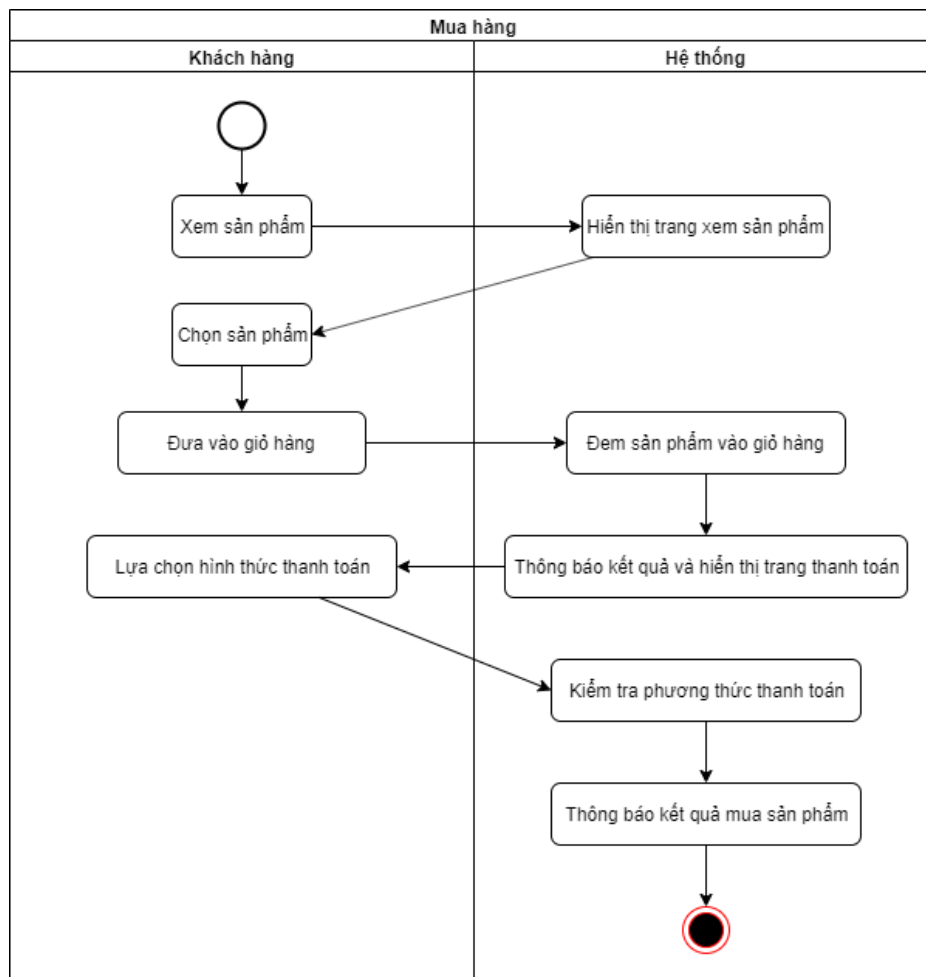 Mua hàng
Khách hàng
Hệ thống
Xem sản phẩm
Hiển thị trang xem sản phẩm
Chọn sản phẩm
Đưa vào giỏ hàng
Đem sản phẩm vào giỏ hàng
Lựa chọn hình thức thanh toán
Thông báo kết quả và hiển thị trang thanh toán
Kiểm tra phương thức thanh toán
Thông báo kết quả mua sản phẩm